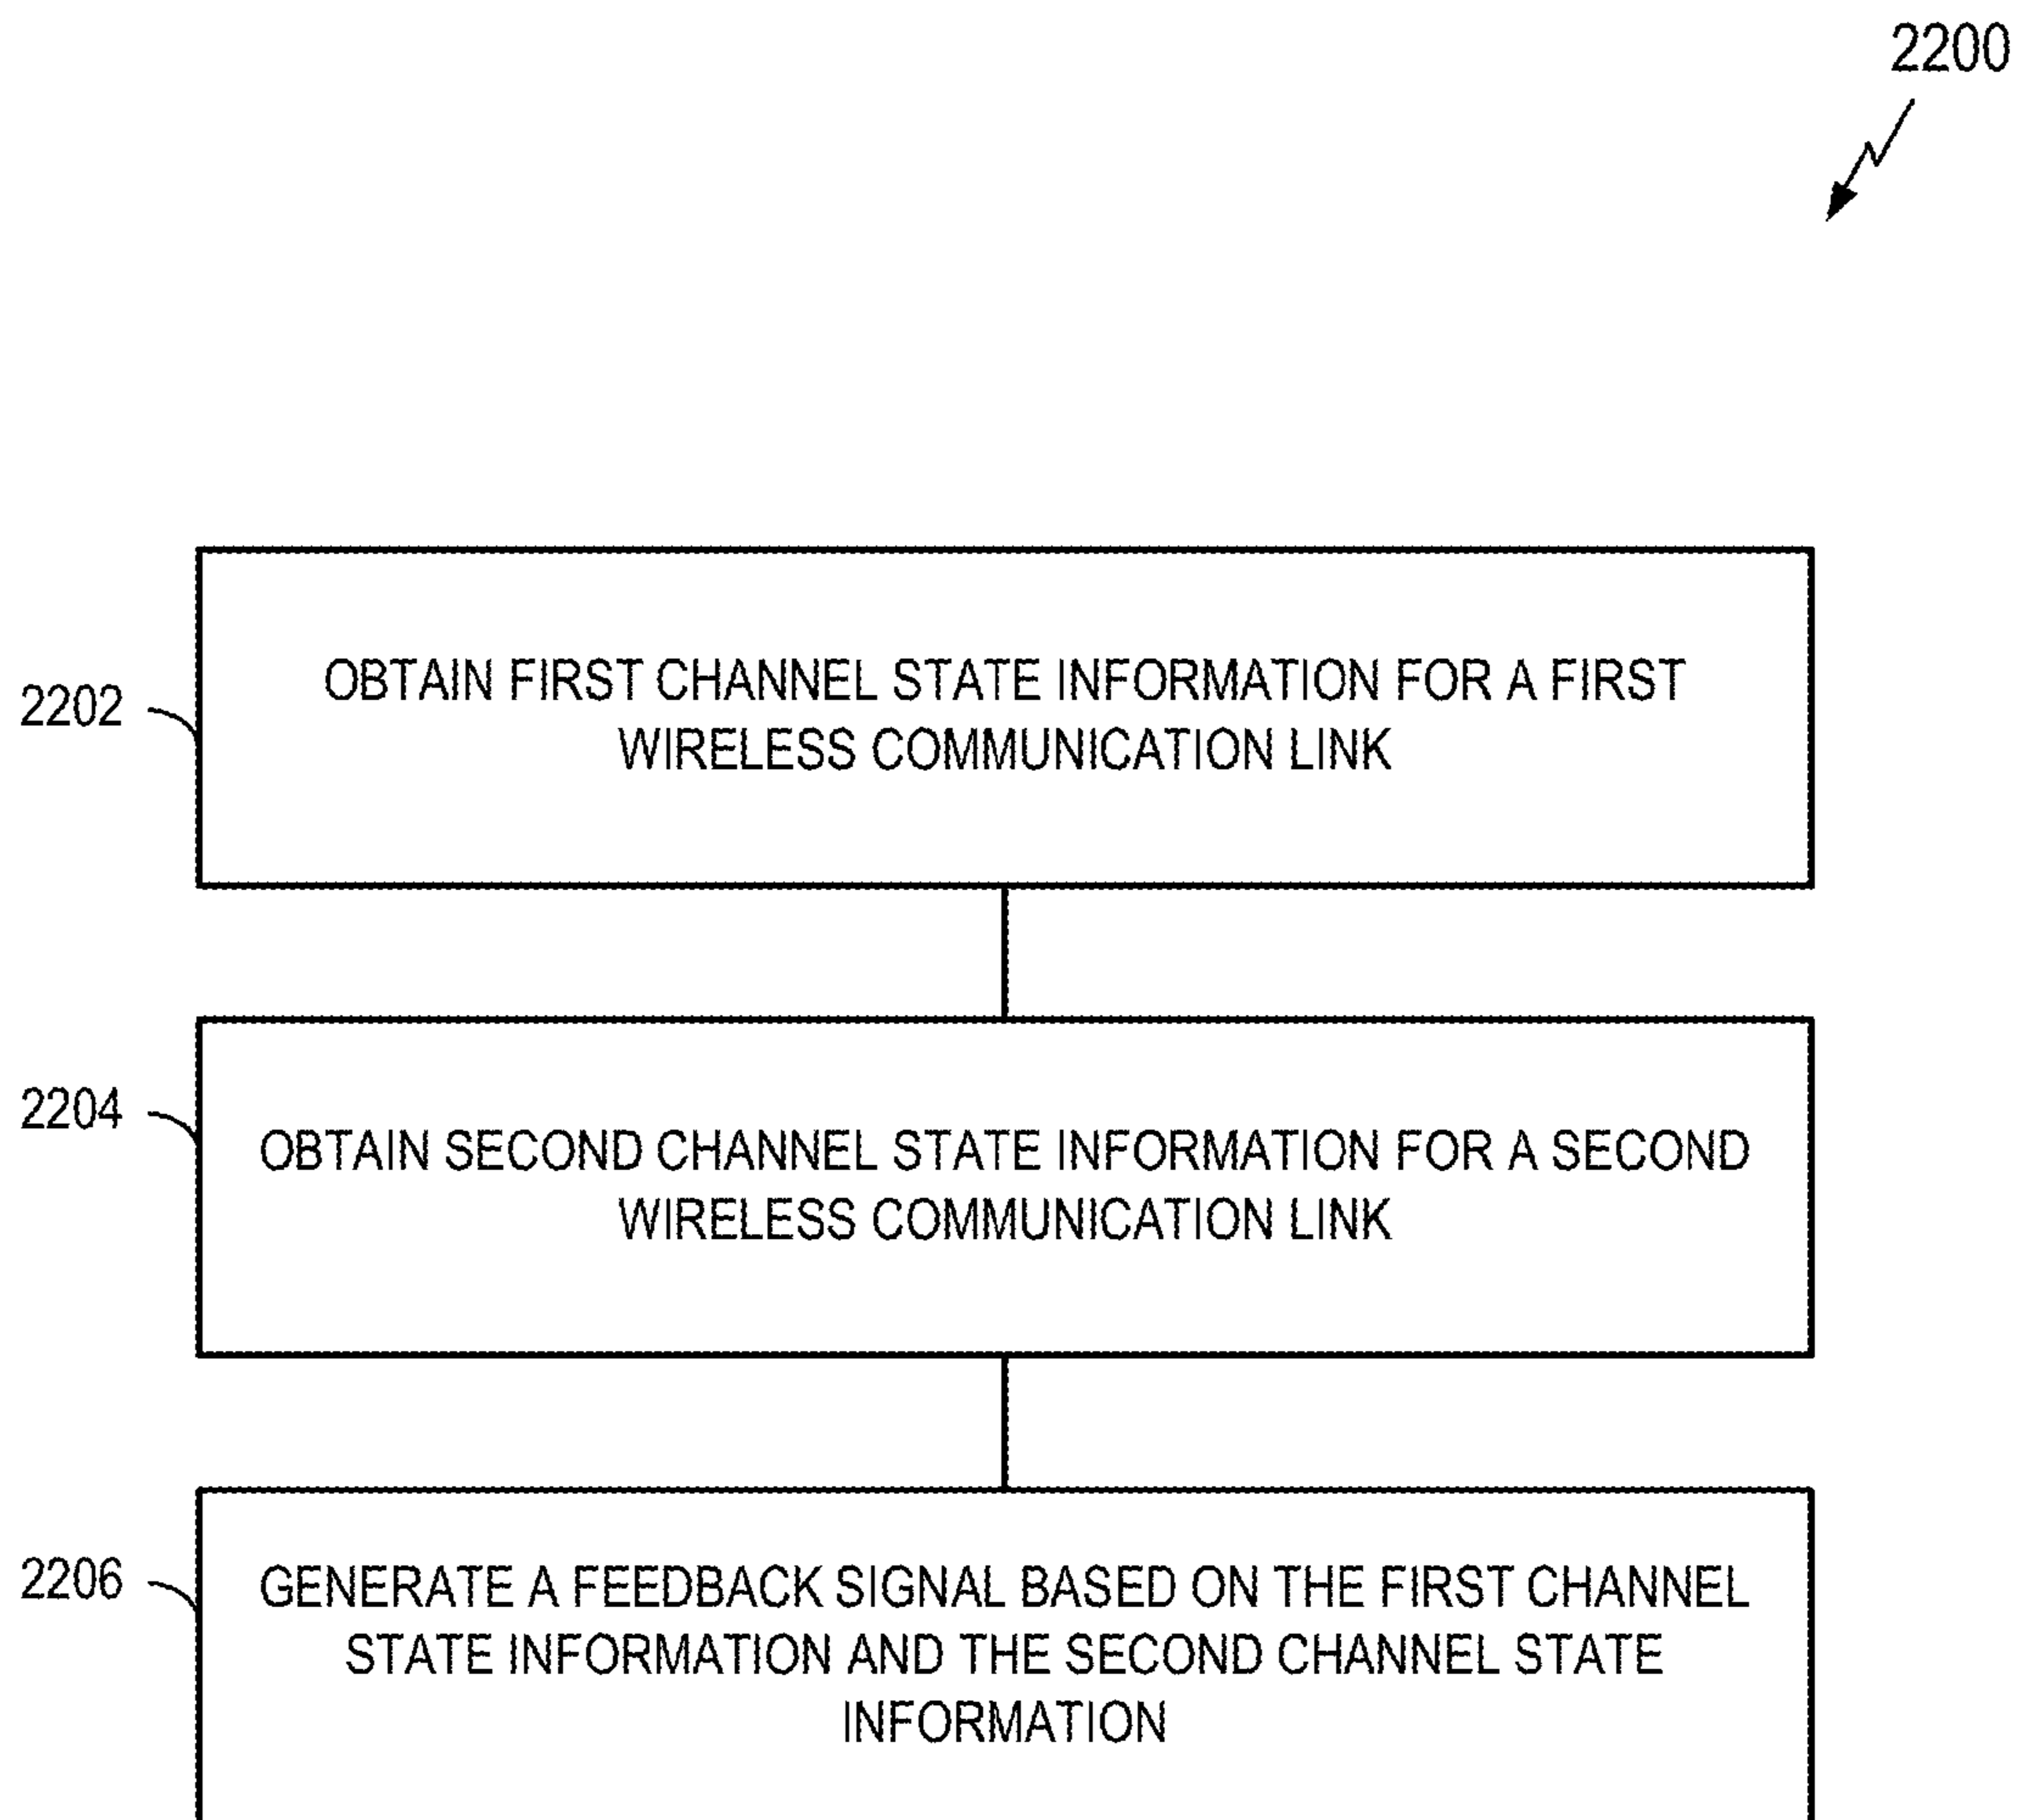 2200
2202
OBTAIN FIRST CHANNEL STATE INFORMATION FOR A FIRST
WIRELESS COMMUNICATION LINK
2204
OBTAIN SECOND CHANNEL STATE INFORMATION FOR A SECOND
WIRELESS COMMUNICATION LINK
2206
GENERATE A FEEDBACK SIGNAL BASED ON THE FIRST CHANNEL
STATE INFORMATION AND THE SECOND CHANNEL STATE
INFORMATION